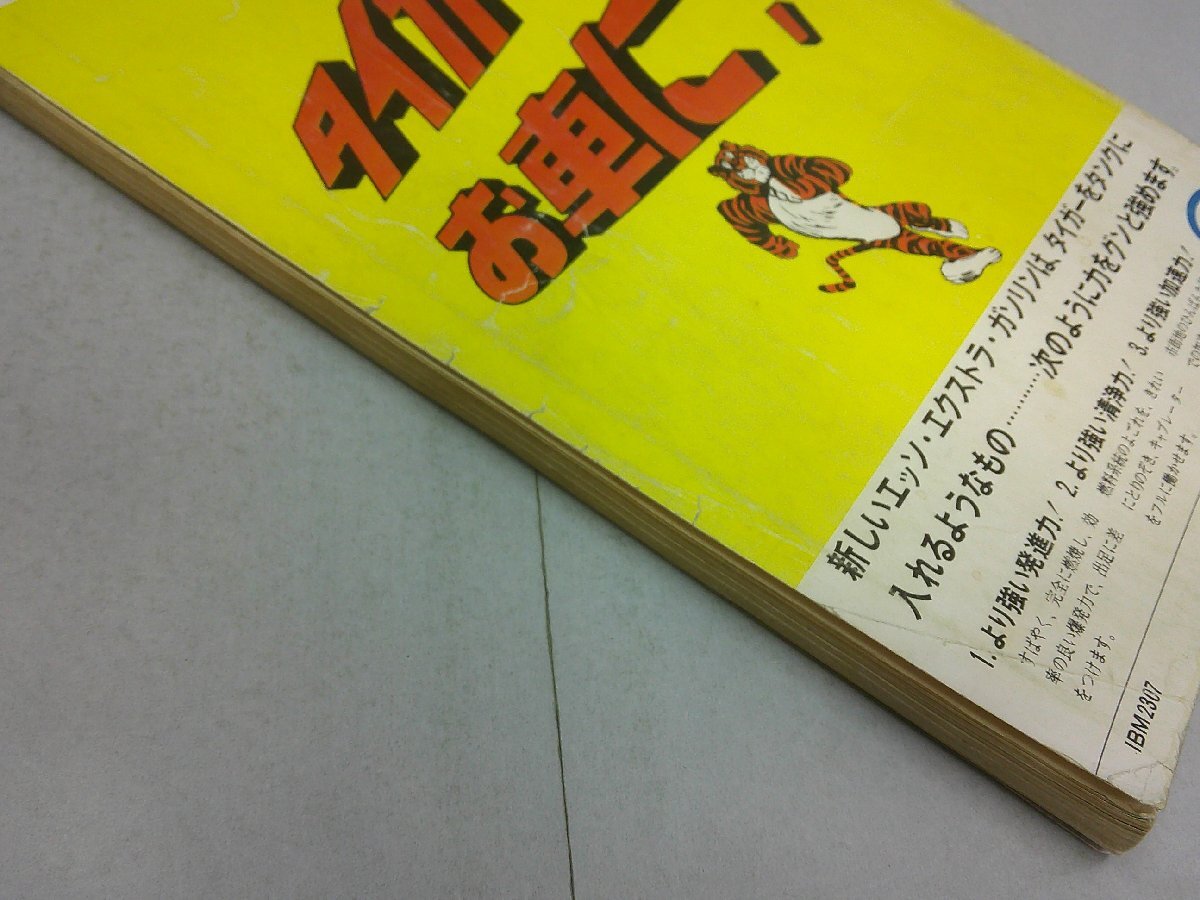 タイガ
お車に！
新しいエッソ・エクストラ・ガソリンは、タイガーをタンクに
入れるようなもの…………次のように力をグンと強めます。
1. より強い発進力！
すばやく、完全に燃焼し、効
率の良い爆発力で、出足に差
をつけます。
2. より強い清浄力！
燃料系統のよごれを、きれい
にとりのぞき、キャブレーター
をフルに働かせます。
3. より強い加速力！
IBM2307